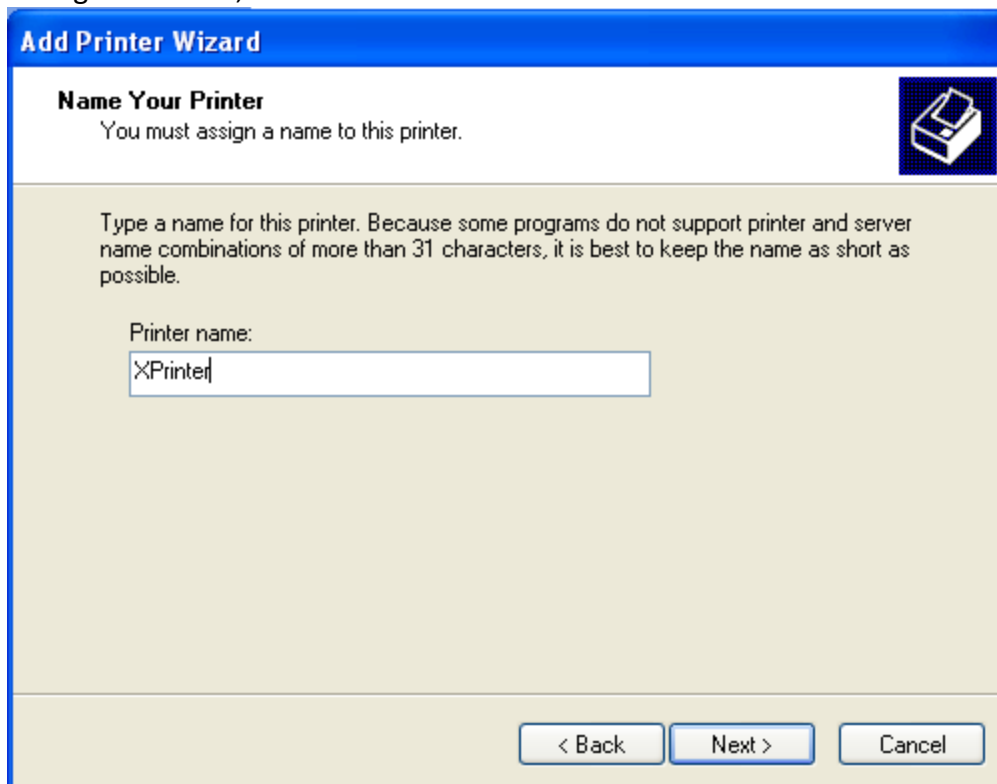 Add Printer Wizard
Name Your Printer
You must assign a name to this printer.
Type a name for this printer. Because some programs do not support printer and server
name combinations of more than 31 characters, it is best to keep the name as short as
possible.
Printer name:
XPrinter
< Back Next > Cancel